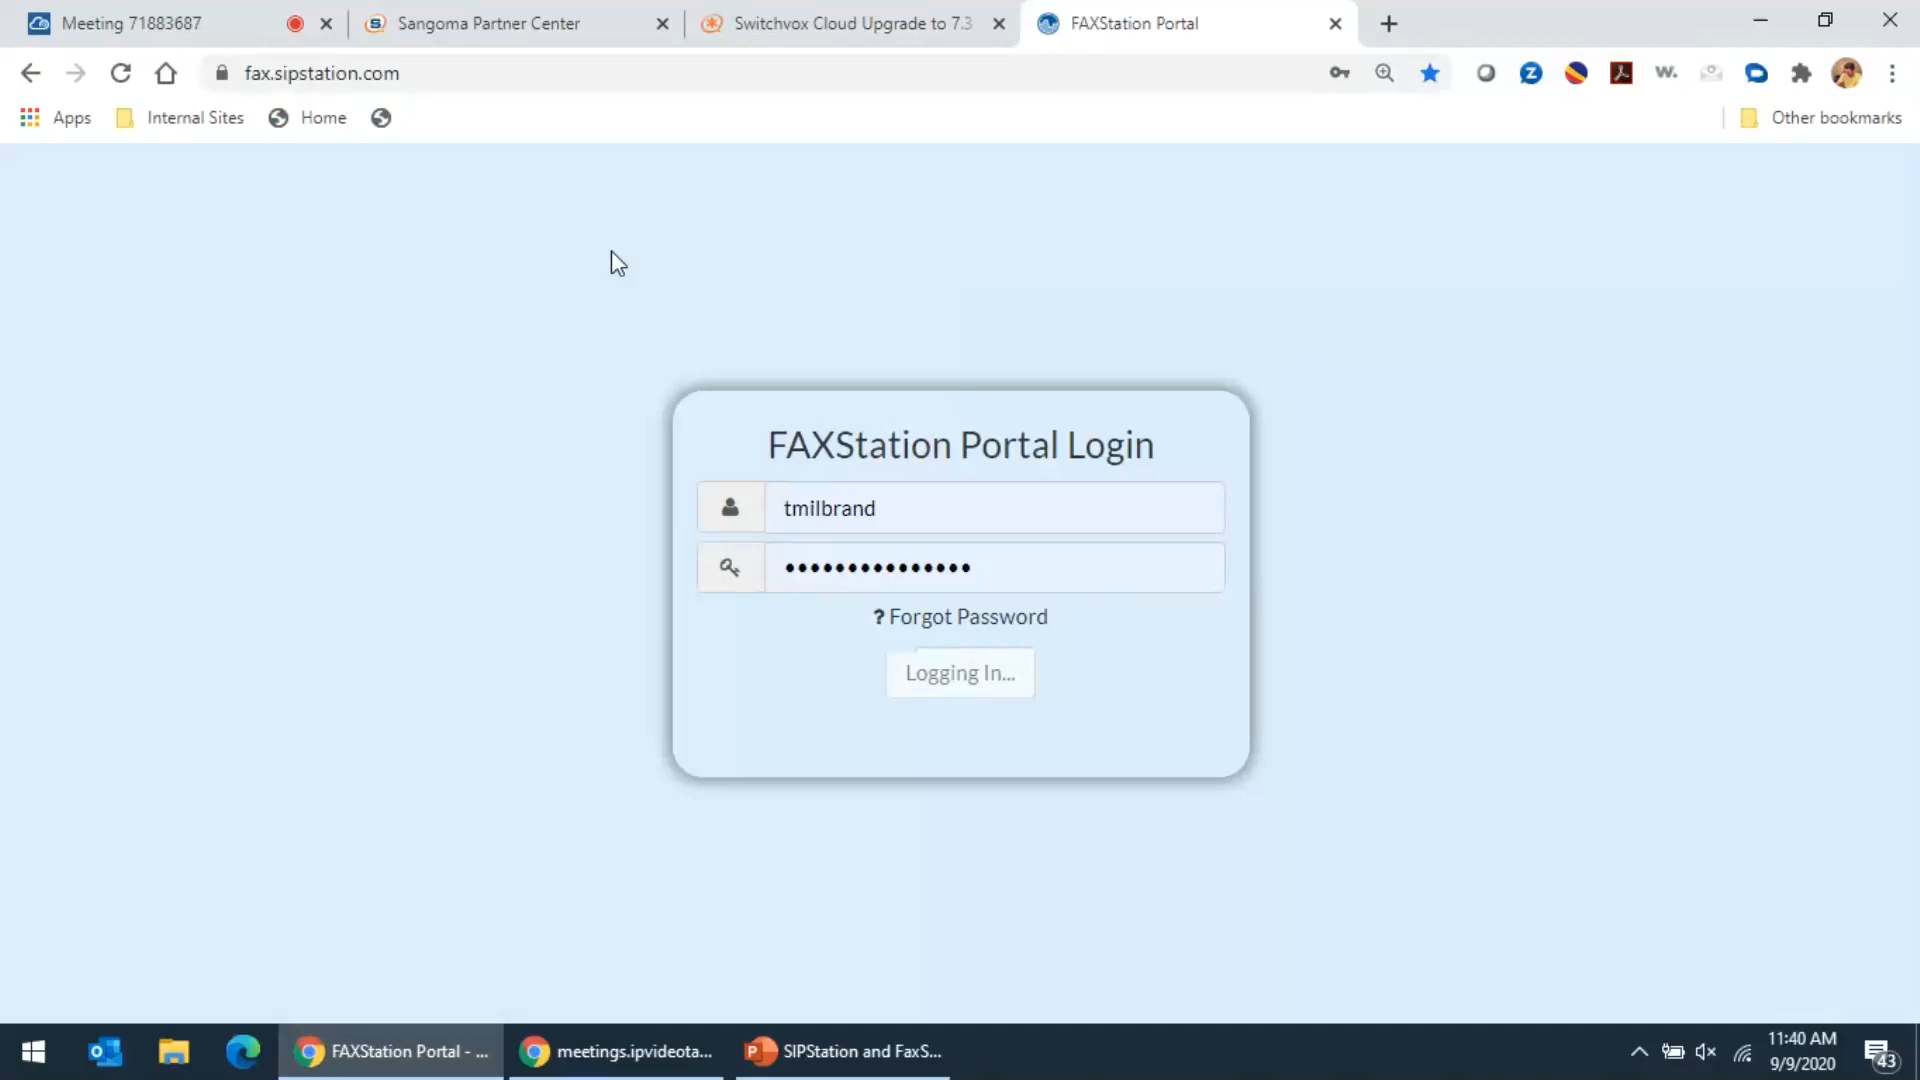 Meeting 71883687
Sangoma Partner Center
Switchvox Cloud Upgrade to 7.3
FAXStation Portal
fax.sipstation.com
Apps
Internal Sites
Home
Other bookmarks
FAXStation Portal Login
tmilbrand
•••••••••••••••
? Forgot Password
Logging In...
FAXStation Portal - ...
meetings.ipvideota...
SIPStation and FaxS...
11:40 AM
9/9/2020
43